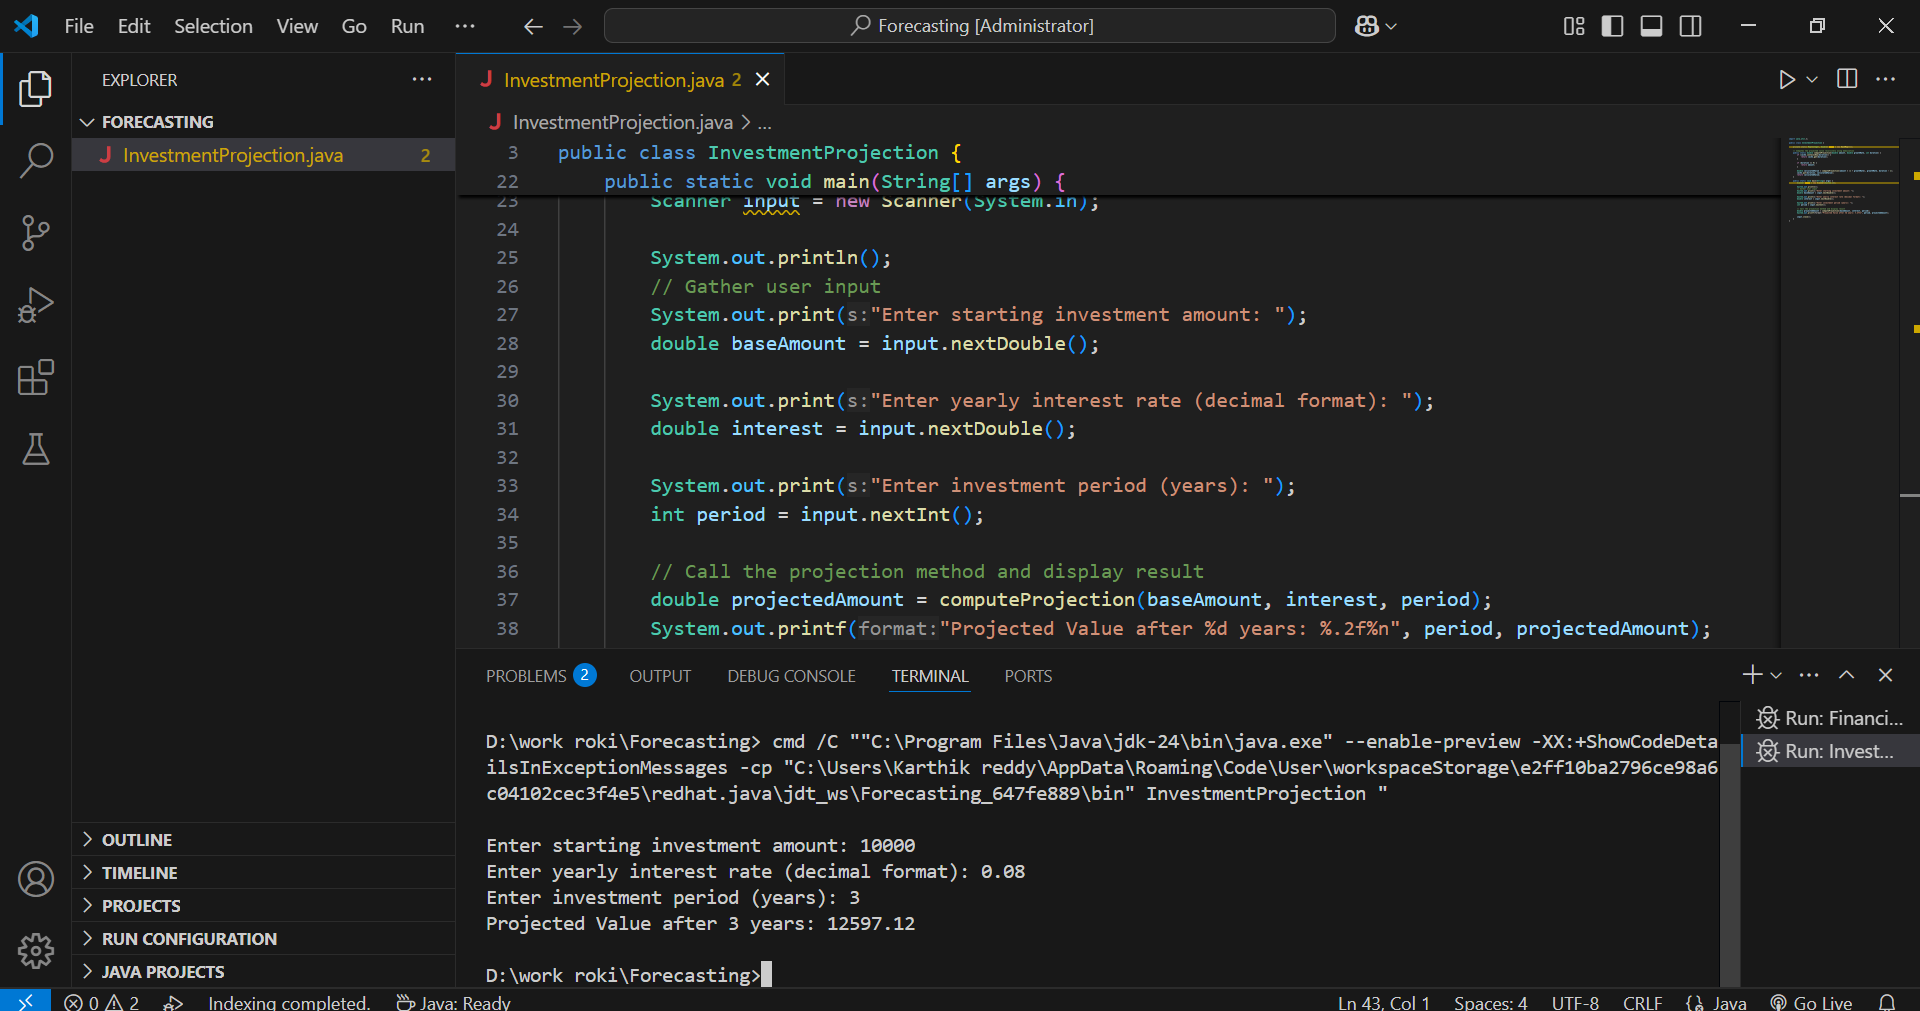 File Edit Selection View Go Run ··· Forecasting [Administrator]
EXPLORER ···
FORECASTING
InvestmentProjection.java 2
OUTLINE
TIMELINE
PROJECTS
RUN CONFIGURATION
JAVA PROJECTS
J InvestmentProjection.java 2
J InvestmentProjection.java > ...
3 public class InvestmentProjection {
22 public static void main(String[] args) {
23 Scanner input = new Scanner(System.in);
24
25 System.out.println();
26 // Gather user input
27 System.out.print(s:"Enter starting investment amount: ");
28 double baseAmount = input.nextDouble();
29
30 System.out.print(s:"Enter yearly interest rate (decimal format): ");
31 double interest = input.nextDouble();
32
33 System.out.print(s:"Enter investment period (years): ");
34 int period = input.nextInt();
35
36 // Call the projection method and display result
37 double projectedAmount = computeProjection(baseAmount, interest, period);
38 System.out.printf(format:"Projected Value after %d years: %.2f%n", period, projectedAmount);
PROBLEMS 2 OUTPUT DEBUG CONSOLE TERMINAL PORTS
D:\work roki\Forecasting> cmd /C ""C:\Program Files\Java\jdk-24\bin\java.exe" --enable-preview -XX:+ShowCodeDeta
ilsInExceptionMessages -cp "C:\Users\Karthik reddy\AppData\Roaming\Code\User\workspaceStorage\e2ff10ba2796ce98a6
c04102cec3f4e5\redhat.java\jdt_ws\Forecasting_647fe889\bin" InvestmentProjection "
Enter starting investment amount: 10000
Enter yearly interest rate (decimal format): 0.08
Enter investment period (years): 3
Projected Value after 3 years: 12597.12
D:\work roki\Forecasting>
Run: Financi...
Run: Invest...
0 2 Indexing completed. Java: Ready Ln 43, Col 1 Spaces: 4 UTF-8 CRLF {} Java Go Live